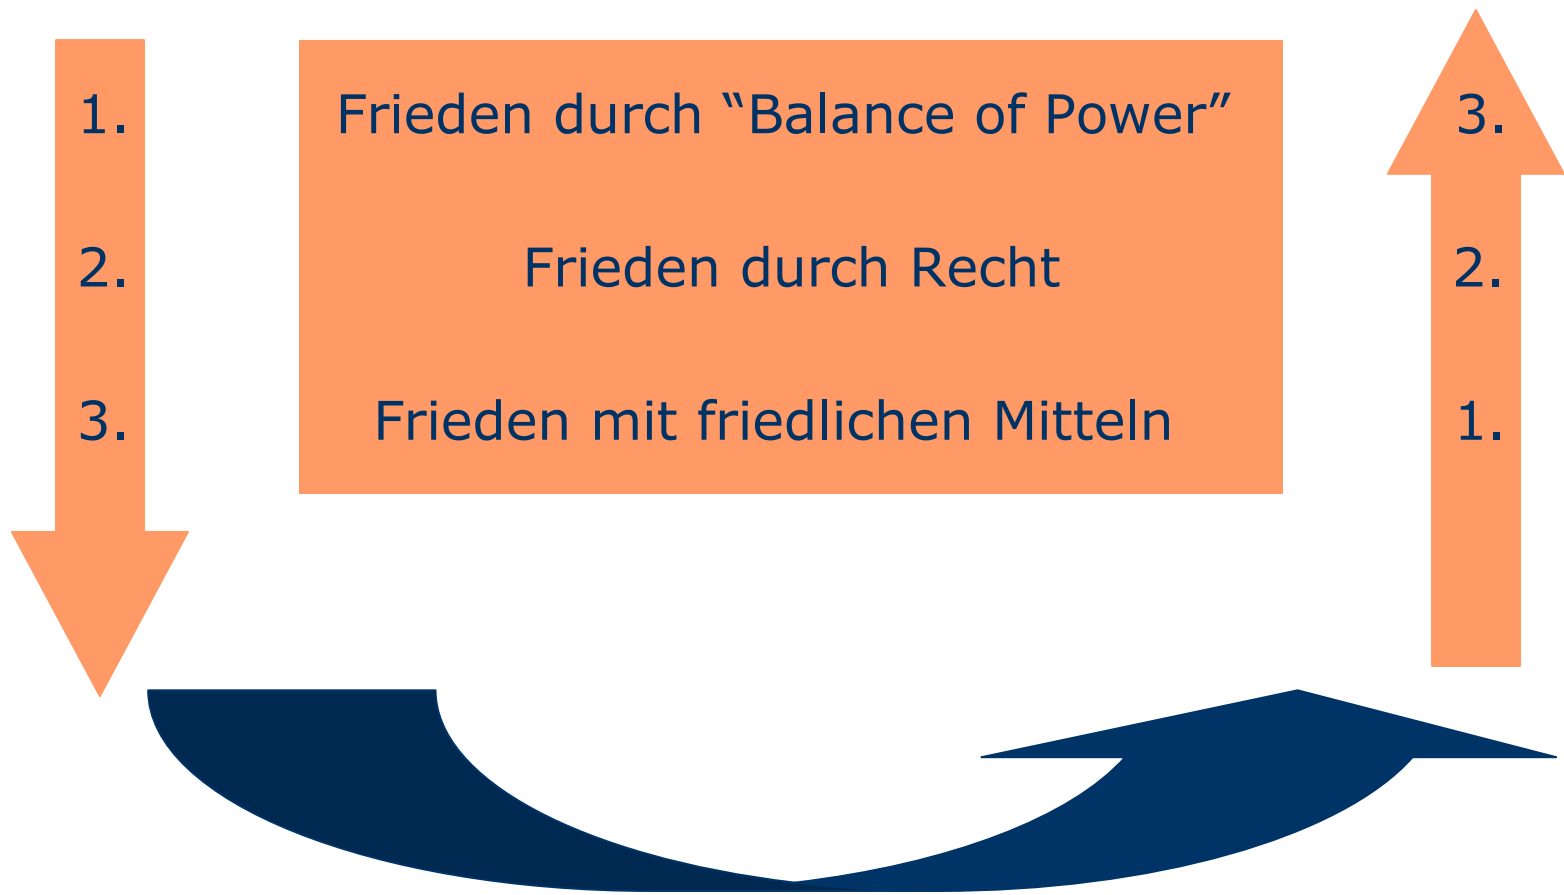 1. Frieden durch “Balance of Power” 3.
2. Frieden durch Recht 2.
3. Frieden mit friedlichen Mitteln 1.